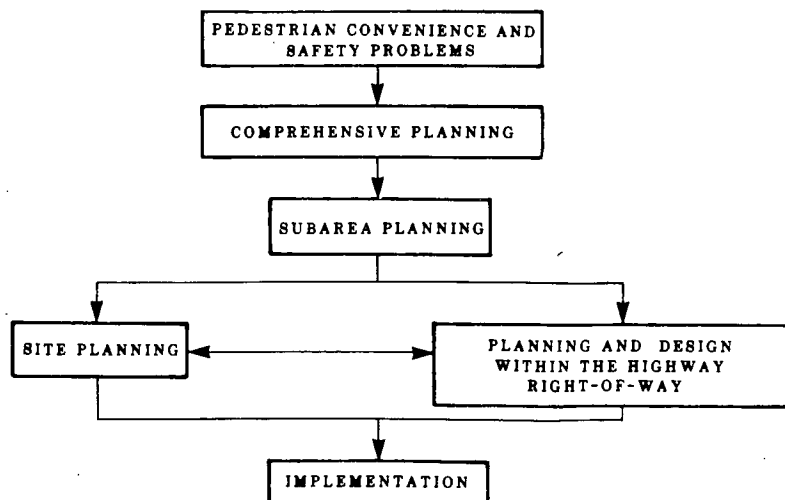 PEDESTRIAN CONVENIENCE AND
SAFETY PROBLEMS
COMPREHENSIVE PLANNING
SUBAREA PLANNING
SITE PLANNING
PLANNING AND DESIGN
WITHIN THE HIGHWAY
RIGHT-OF-WAY
IMPLEMENTATION